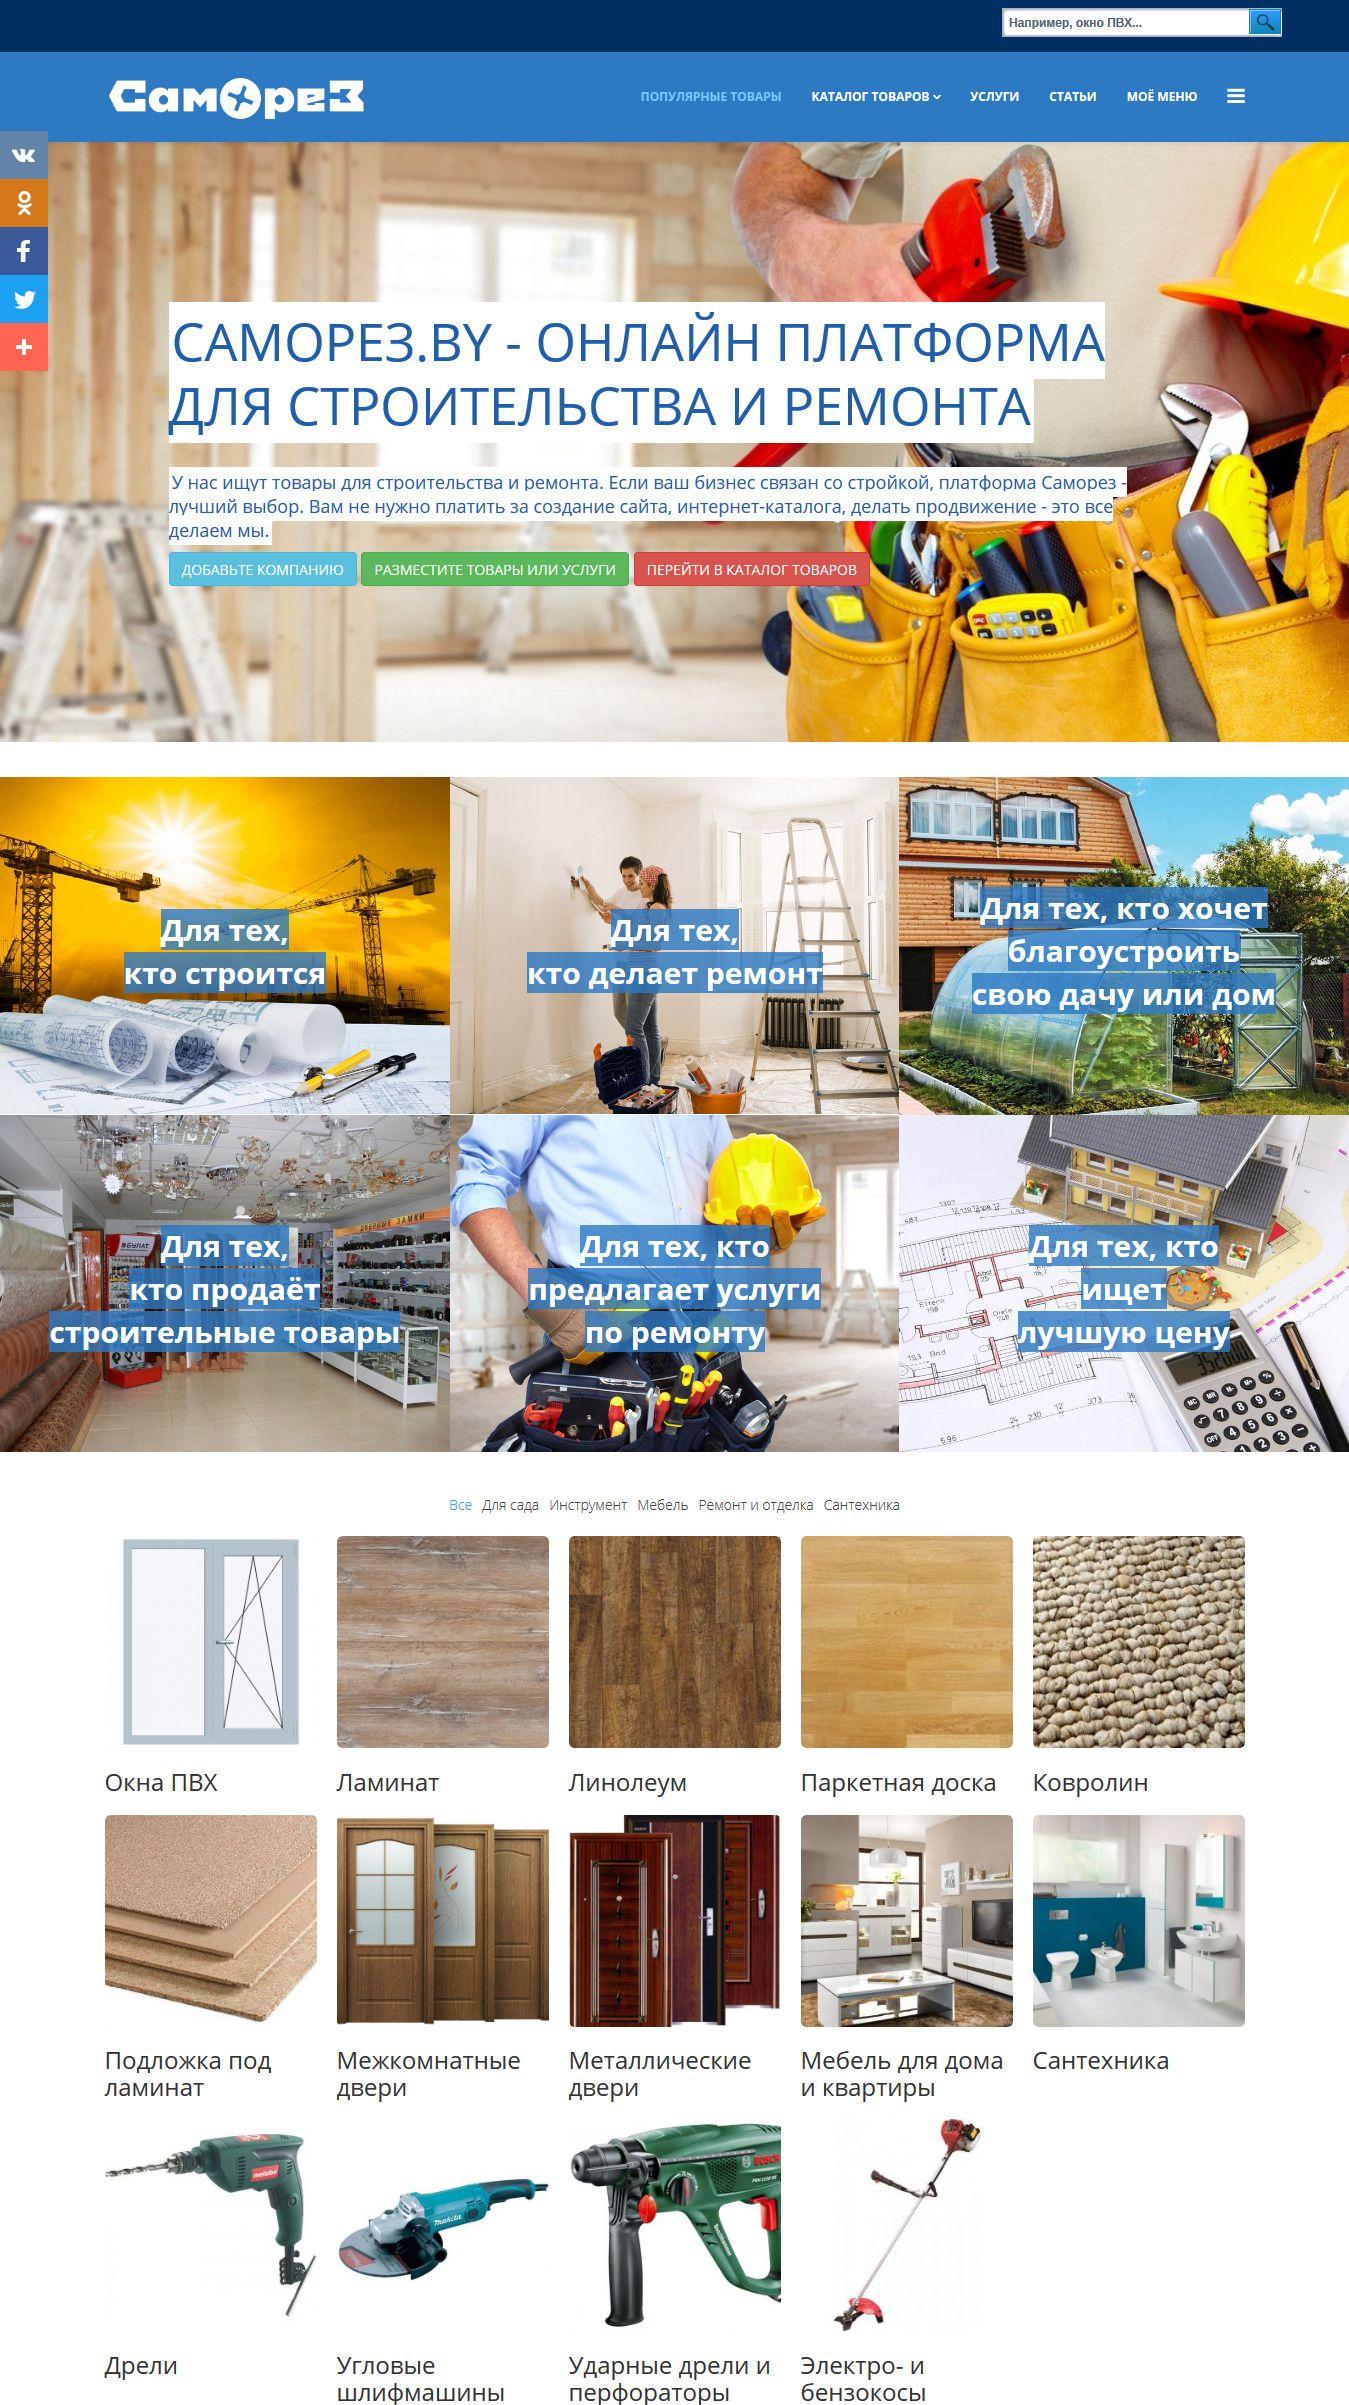 Например, окно ПВХ...
СамореЗ
ПОПУЛЯРНЫЕ ТОВАРЫ КАТАЛОГ ТОВАРОВ УСЛУГИ СТАТЬИ МОЁ МЕНЮ
САМОРЕЗ.BY - ОНЛАЙН ПЛАТФОРМА
ДЛЯ СТРОИТЕЛЬСТВА И РЕМОНТА
У нас ищут товары для строительства и ремонта. Если ваш бизнес связан со стройкой, платформа Саморез -
лучший выбор. Вам не нужно платить за создание сайта, интернет-каталога, делать продвижение - это все
делаем мы.
ДОБАВЬТЕ КОМПАНИЮ РАЗМЕСТИТЕ ТОВАРЫ ИЛИ УСЛУГИ ПЕРЕЙТИ В КАТАЛОГ ТОВАРОВ
Для тех,
кто строится
Для тех,
кто делает ремонт
Для тех, кто хочет
благоустроить
свою дачу или дом
ДВЕРНЫЕ ЗАМКИ
БУЛАТ
Для тех,
кто продаёт
строительные товары
Для тех, кто
предлагает услуги
по ремонту
Для тех, кто
ищет
лучшую цену
Все Для сада Инструмент Мебель Ремонт и отделка Сантехника
Окна ПВХ
Ламинат
Линолеум
Паркетная доска
Ковролин
Подложка под
ламинат
Межкомнатные
двери
Металлические
двери
Мебель для дома
и квартиры
Сантехника
metabo
makita
BOSCH
Дрели
Угловые
шлифмашины
Ударные дрели и
перфораторы
Электро- и
бензокосы